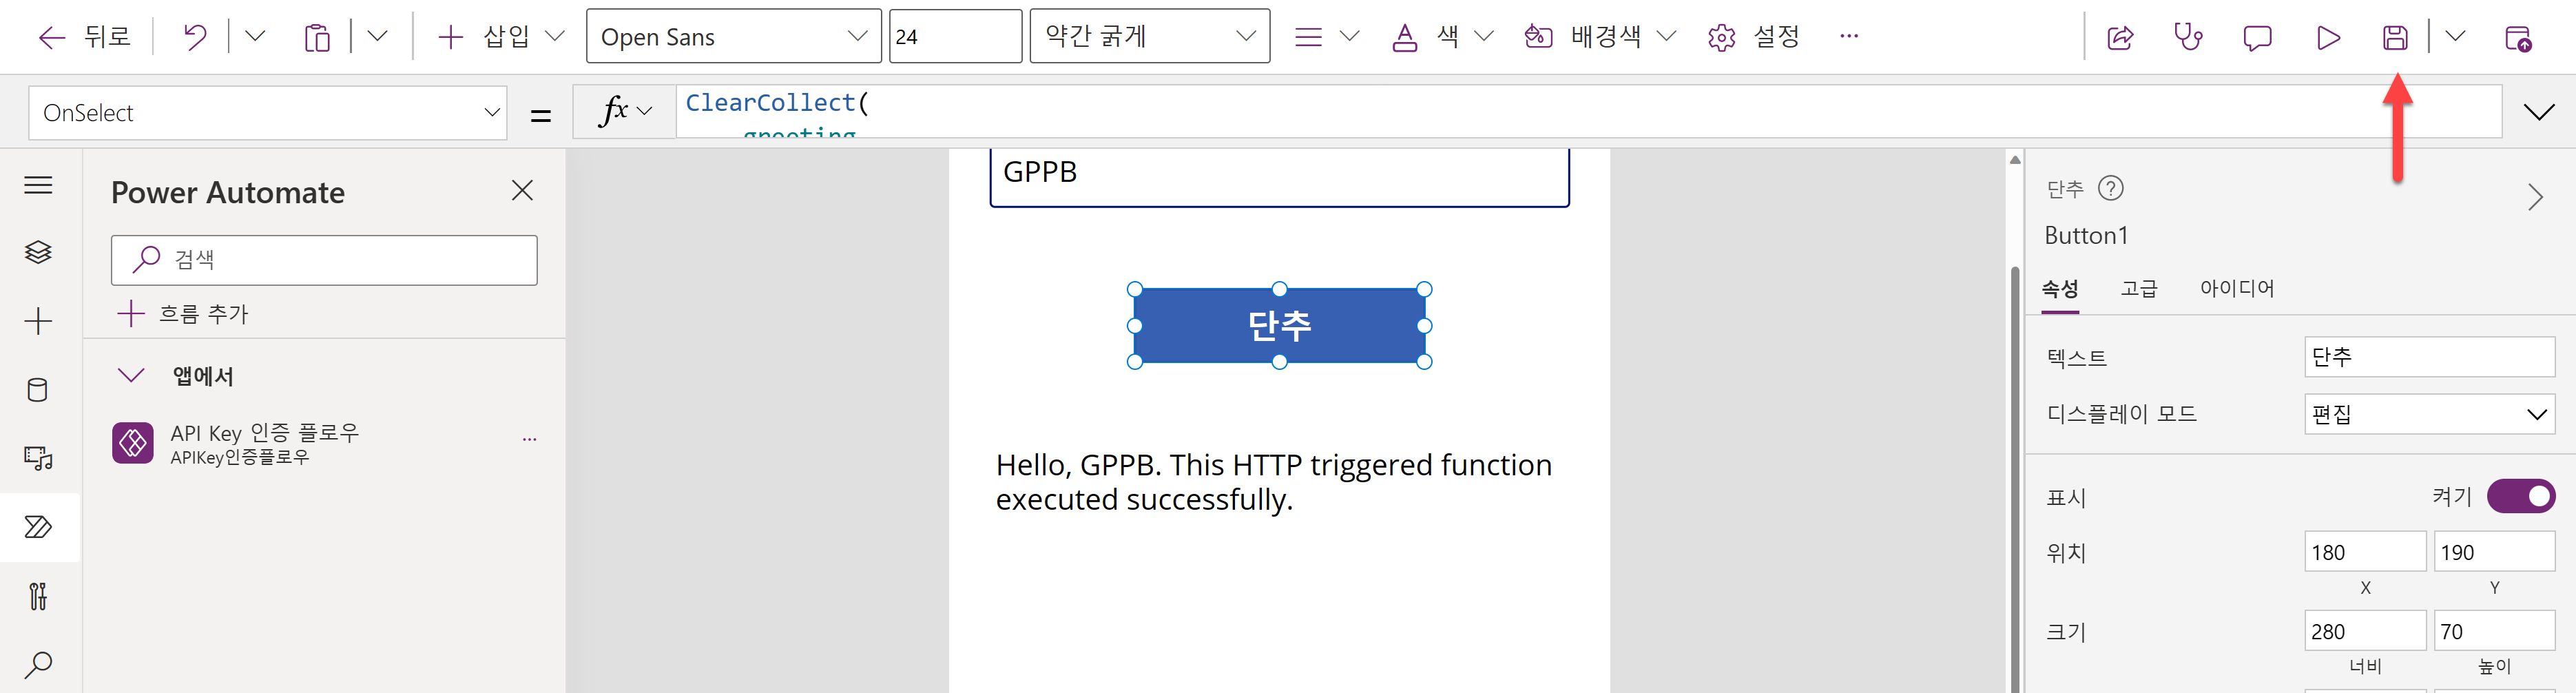 뒤로
삽입
Open Sans
24
약간 굵게
색
배경색
설정
...
OnSelect
=
fx
ClearCollect(
greeting
Power Automate
검색
흐름 추가
앱에서
API Key 인증 플로우
APIKey인증플로우
...
GPPB
단추
Hello, GPPB. This HTTP triggered function
executed successfully.
단추 ?
Button1
속성 고급 아이디어
텍스트 단추
디스플레이 모드 편집
표시 켜기
위치 180 190
X Y
크기 280 70
너비 높이